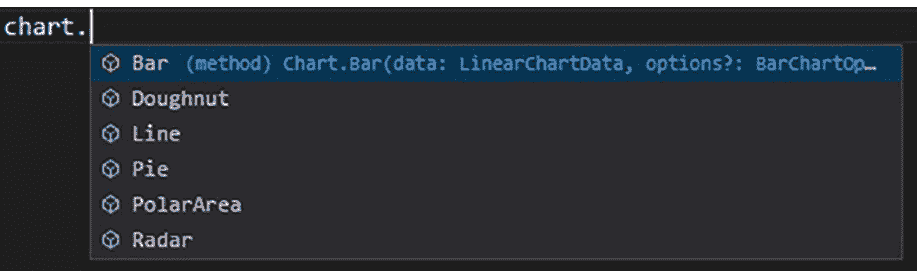 chart.
Bar (method) Chart.Bar(data: LinearChartData, options?: BarChartOp…
Doughnut
Line
Pie
PolarArea
Radar